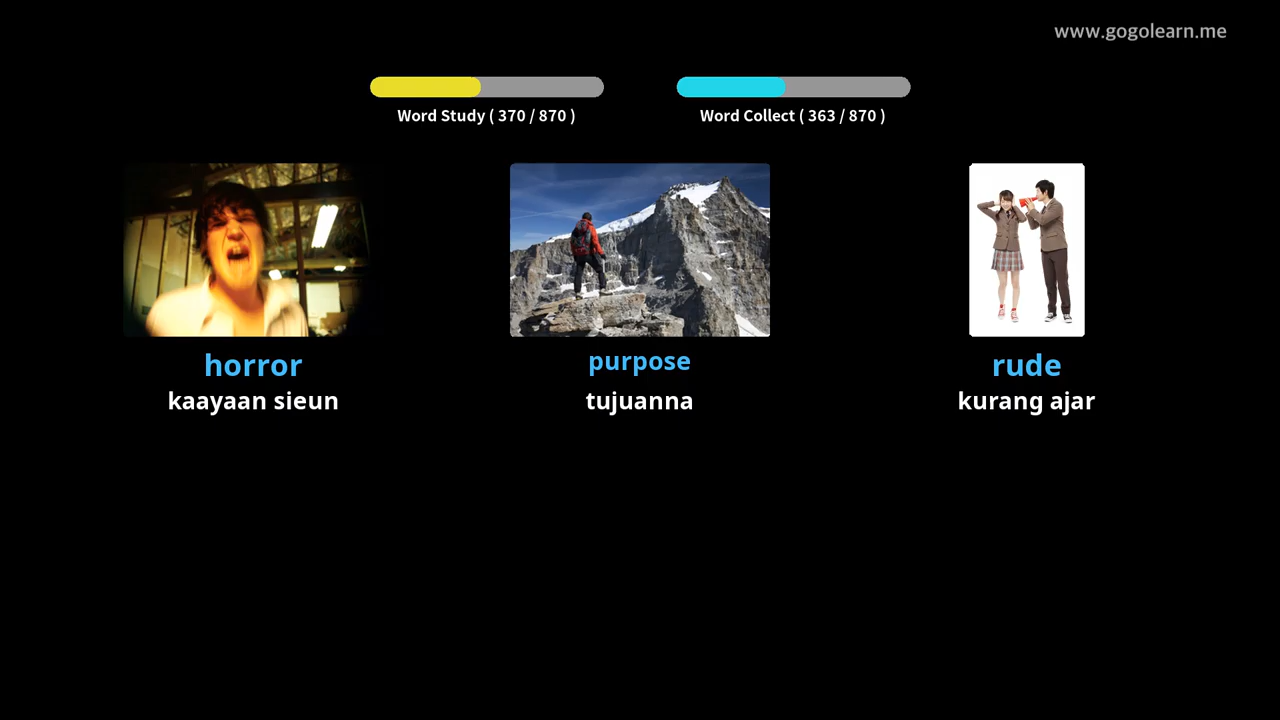 www.gogolearn.me
Word Study ( 370 / 870 )
Word Collect ( 363 / 870 )
horror
purpose
rude
kaayaan sieun
tujuanna
kurang ajar